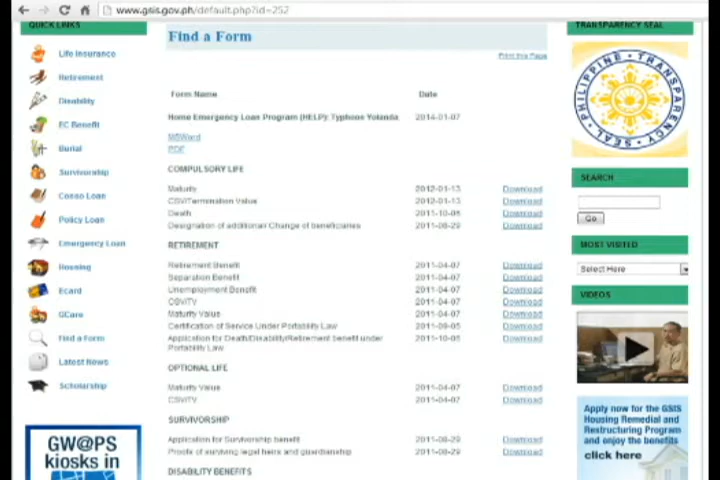 www.gsis.gov.ph/default.php?id=252
QUICK LINKS
Life Insurance
Retirement
Disability
EC Benefit
Burial
Survivorship
Conso Loan
Policy Loan
Emergency Loan
Housing
Ecard
GCare
Find a Form
Latest News
Scholarship
GW@PS
kiosks in
Find a Form
Print this Page
Form Name Date
Home Emergency Loan Program (HELP): Typhoon Yolanda 2014-01-07
MSWord
PDF
COMPULSORY LIFE
Maturity 2012-01-13 Download
CSV/Termination Value 2012-01-13 Download
Death 2011-10-06 Download
Designation of additional/ Change of beneficiaries 2011-08-29 Download
RETIREMENT
Retirement Benefit 2011-04-07 Download
Separation Benefit 2011-04-07 Download
Unemployment Benefit 2011-04-07 Download
CSV/TV 2011-04-07 Download
Maturity Value 2011-04-07 Download
Certification of Service Under Portability Law 2011-09-05 Download
Application for Death/Disability/Retirement benefit under 2011-10-06 Download
Portability Law
OPTIONAL LIFE
Maturity Value 2011-04-07 Download
CSV/TV 2011-04-07 Download
SURVIVORSHIP
Application for Survivorship benefit 2011-08-29 Download
Proofs of surviving legal heirs and guardianship 2011-08-29 Download
DISABILITY BENEFITS
TRANSPARENCY SEAL
PHILIPPINE TRANSPARENCY SEAL
SEARCH
Go
MOST VISITED
Select Here
VIDEOS
Apply now for the GSIS
Housing Remedial and
Restructuring Program
and enjoy the benefits
click here